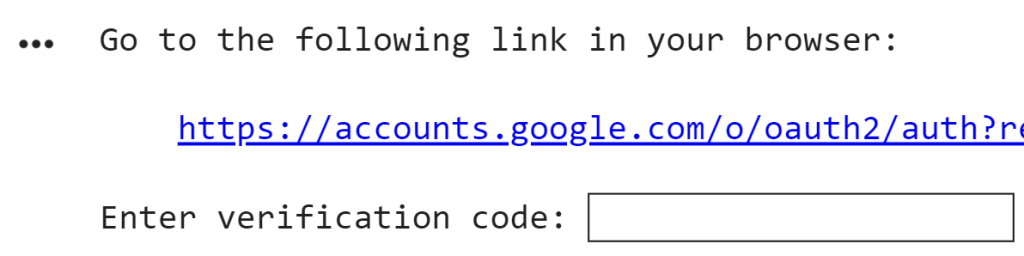 Go to the following link in your browser:
https://accounts.google.com/o/oauth2/auth?re
Enter verification code: